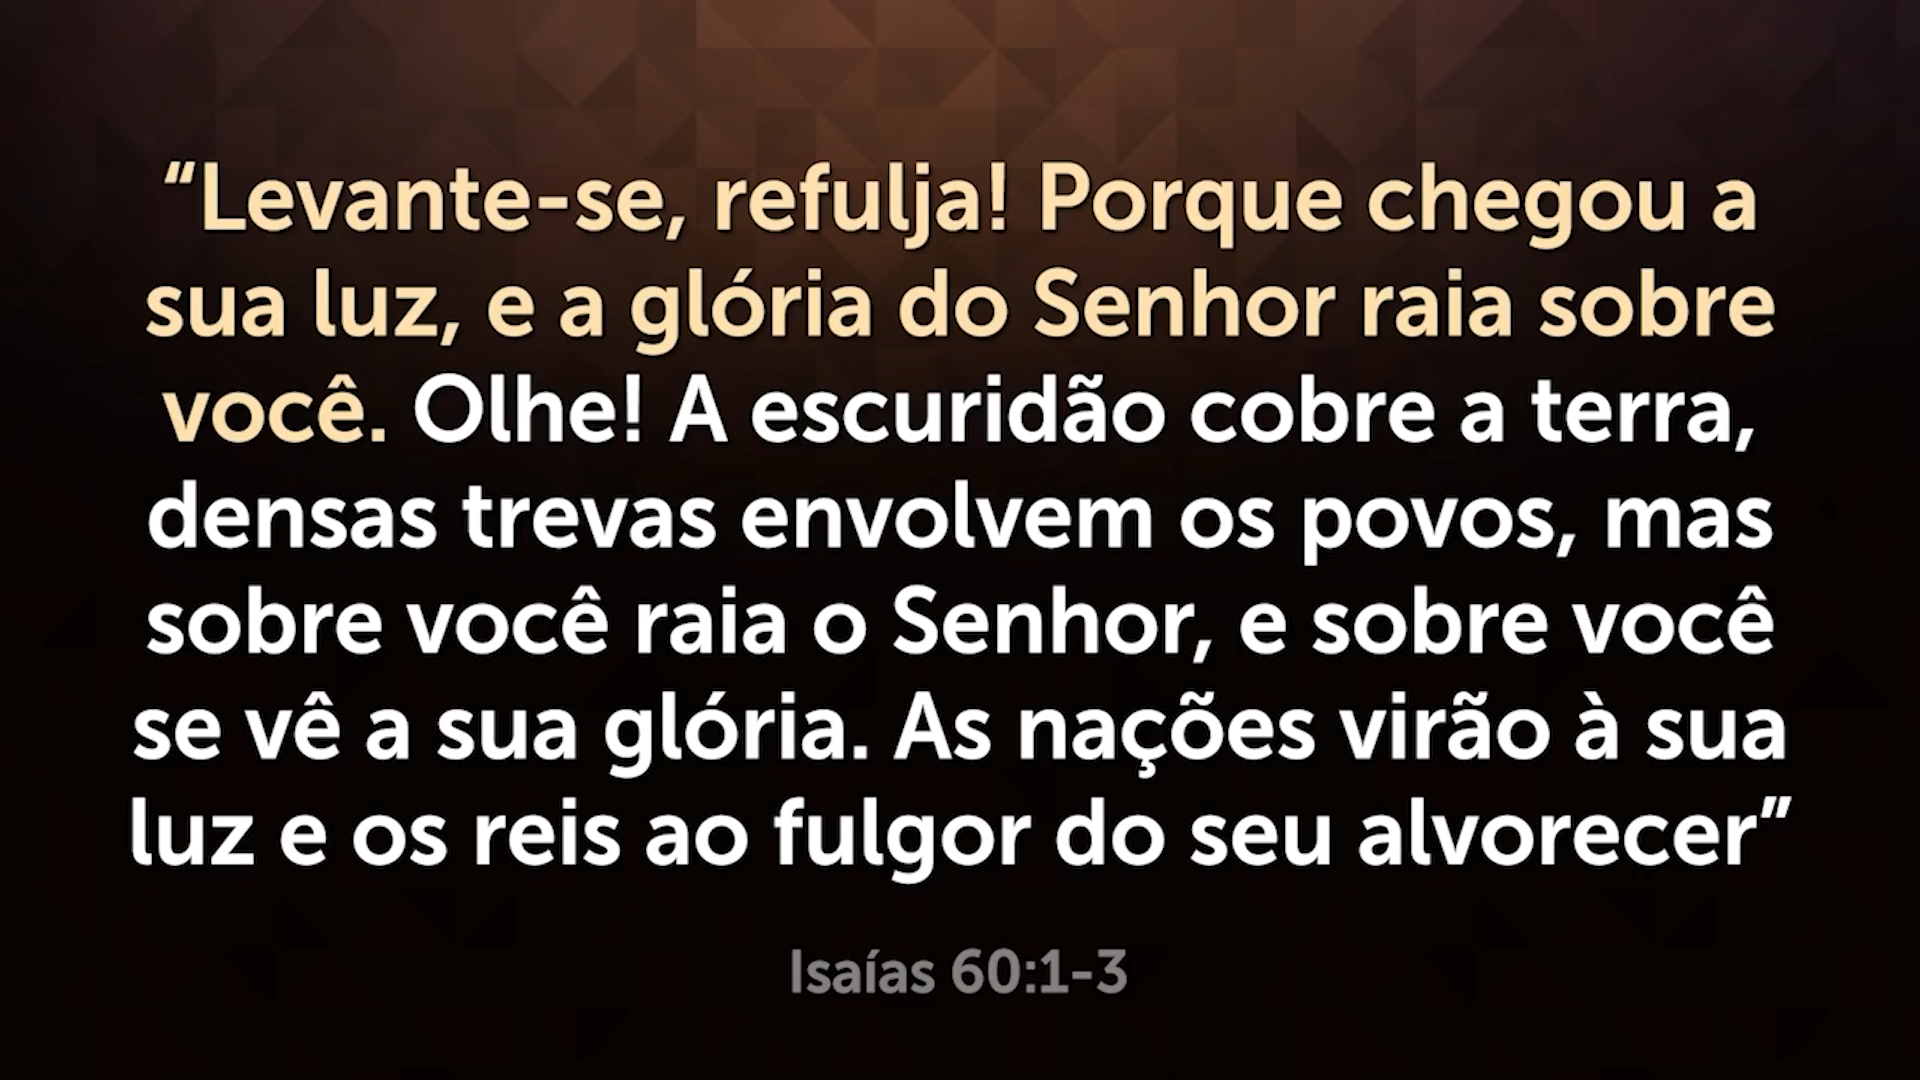 “Levante-se, refulja! Porque chegou a
sua luz, e a glória do Senhor raia sobre
você. Olhe! A escuridão cobre a terra,
densas trevas envolvem os povos, mas
sobre você raia o Senhor, e sobre você
se vê a sua glória. As nações virão à sua
luz e os reis ao fulgor do seu alvorecer”
Isaías 60:1-3